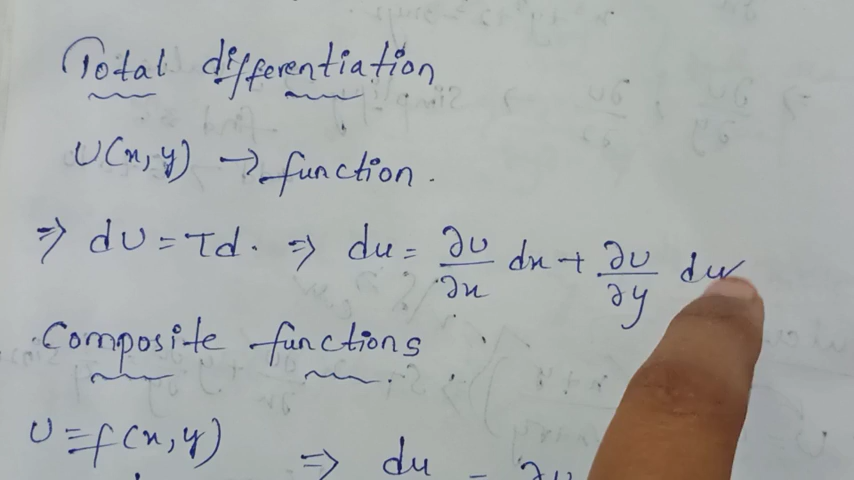 Total differentiation
U(x,y) → function.
⇒ dU = Td. ⇒ du = ∂U/∂x dx + ∂U/∂y
Composite functions
U = f(x,y) ⇒ du